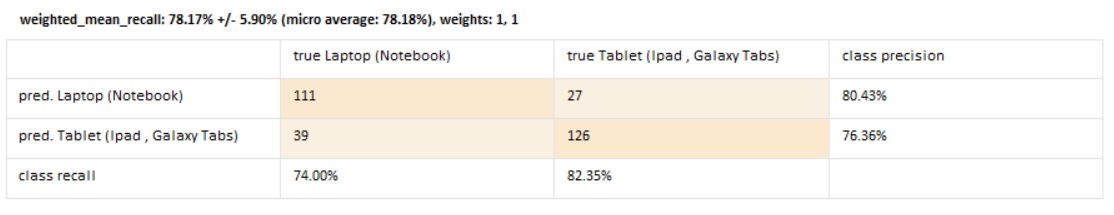 weighted_mean_recall: 78.17% +/- 5.90% (micro average: 78.18%), weights: 1, 1
true Laptop (Notebook) true Tablet (Ipad , Galaxy Tabs) class precision
pred. Laptop (Notebook) 111 27 80.43%
pred. Tablet (Ipad , Galaxy Tabs) 39 126 76.36%
class recall 74.00% 82.35%